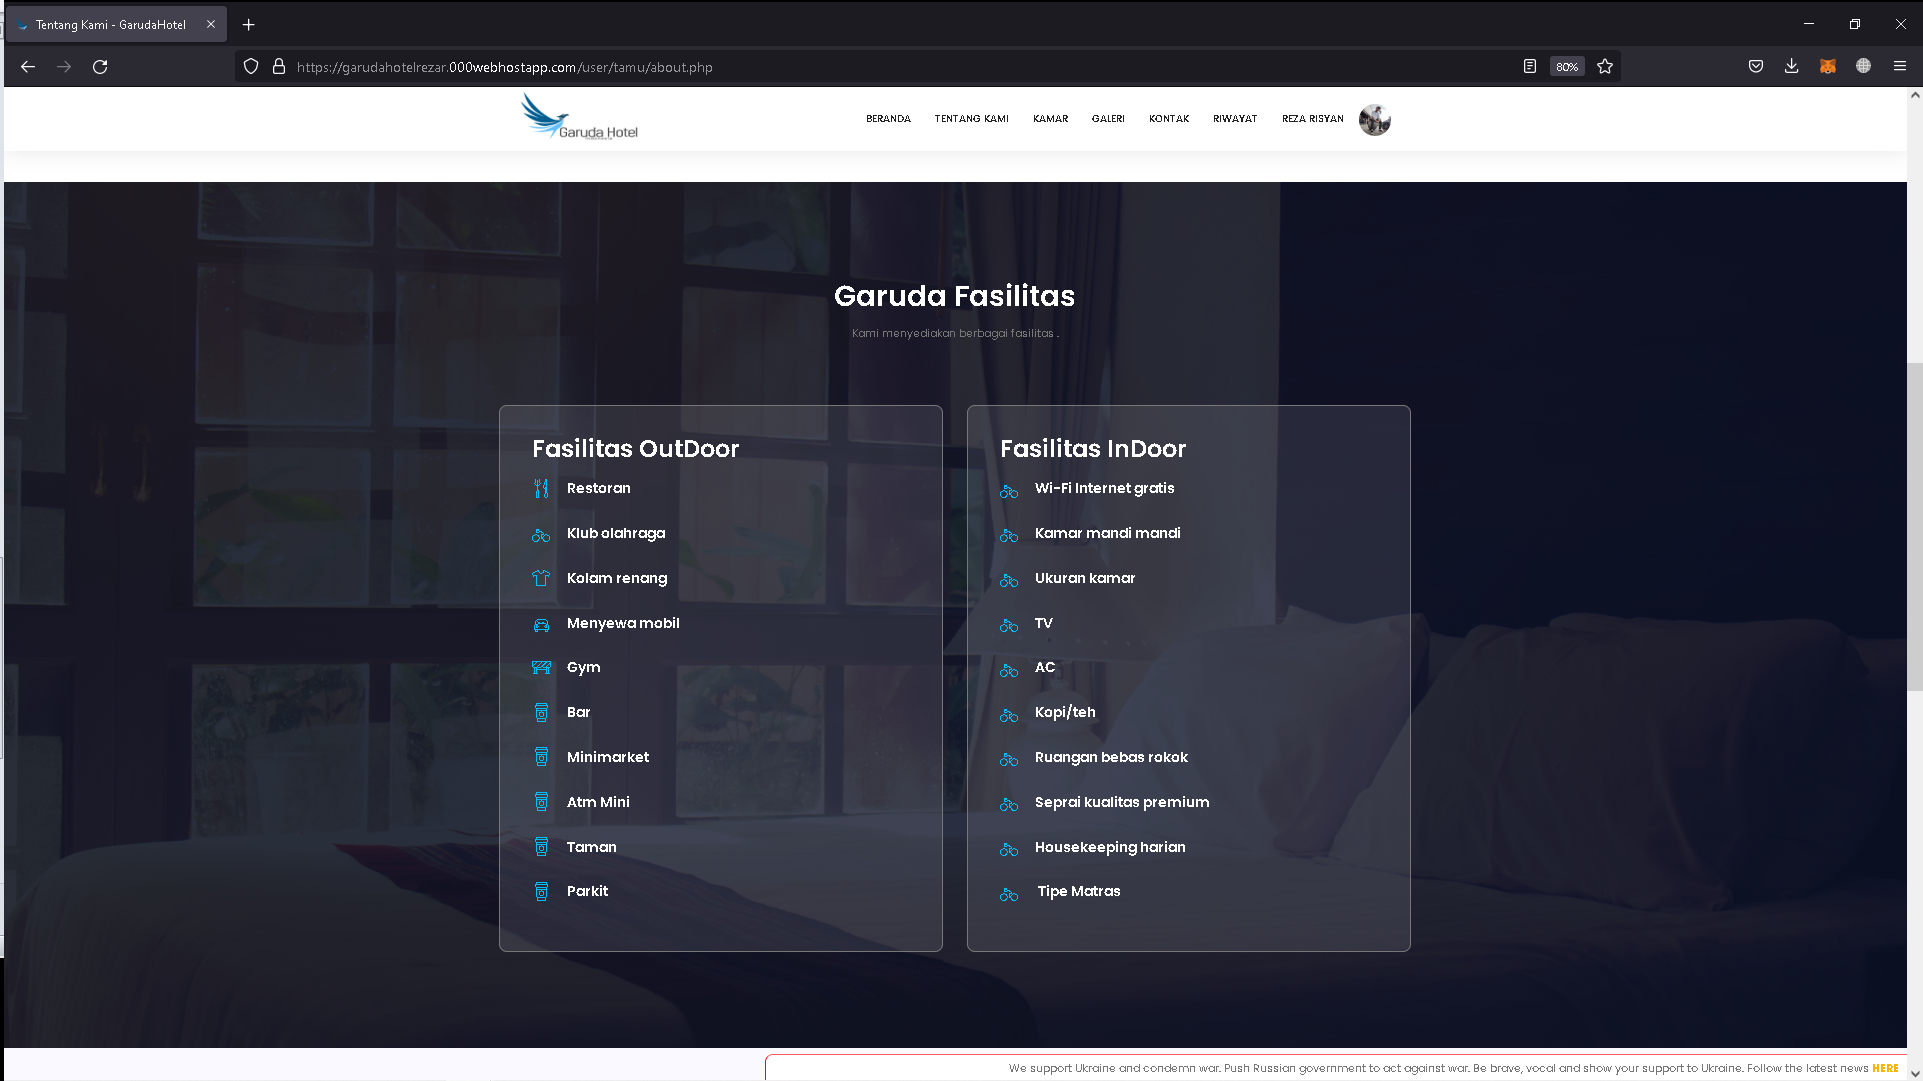 Tentang Kami - GarudaHotel
https://garudahotelrezar.000webhostapp.com/user/tamu/about.php
80%
Garuda Hotel
BERANDA
TENTANG KAMI
KAMAR
GALERI
KONTAK
RIWAYAT
REZA RISYAN
Garuda Fasilitas
Kami menyediakan berbagai fasilitas .
Fasilitas OutDoor
Restoran
Klub olahraga
Kolam renang
Menyewa mobil
Gym
Bar
Minimarket
Atm Mini
Taman
Parkit
Fasilitas InDoor
Wi-Fi Internet gratis
Kamar mandi mandi
Ukuran kamar
TV
AC
Kopi/teh
Ruangan bebas rokok
Seprai kualitas premium
Housekeeping harian
Tipe Matras
We support Ukraine and condemn war. Push Russian government to act against war. Be brave, vocal and show your support to Ukraine. Follow the latest news HERE